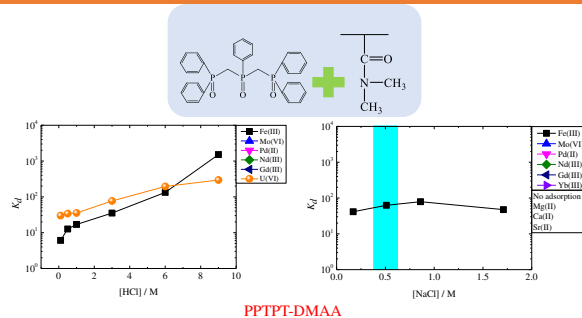 P P P
O O O
C=O
N—CH3
CH3
Fe(III)
Mo(VI)
Pd(II)
Nd(III)
Gd(III)
U(VI)
10^4
10^3
10^2
10^1
10^0
Kd
0 2 4 6 8 10
[HCl] / M
Fe(III)
Mo(VI
Pd(II)
Nd(III)
Gd(III)
Yb(III)
No adsorption
Mg(II)
Ca(II)
Sr(II)
10^4
10^3
10^2
10^1
10^0
Kd
0.0 0.5 1.0 1.5 2.0
[NaCl] / M
PPTPT-DMAA